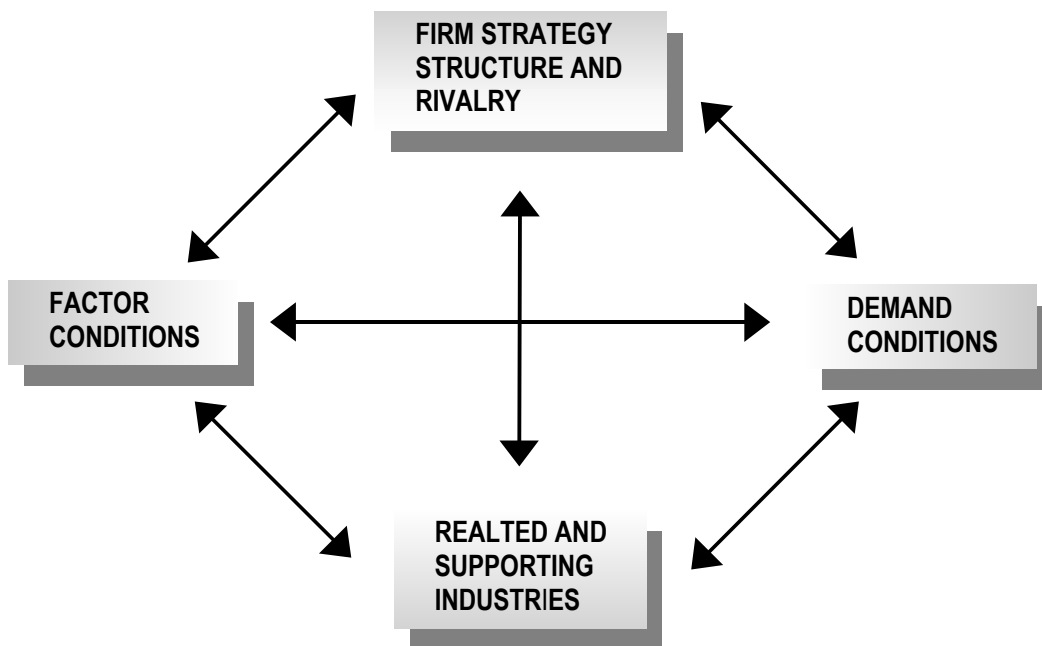 FIRM STRATEGY
STRUCTURE AND
RIVALRY
FACTOR
CONDITIONS
DEMAND
CONDITIONS
REALTED AND
SUPPORTING
INDUSTRIES